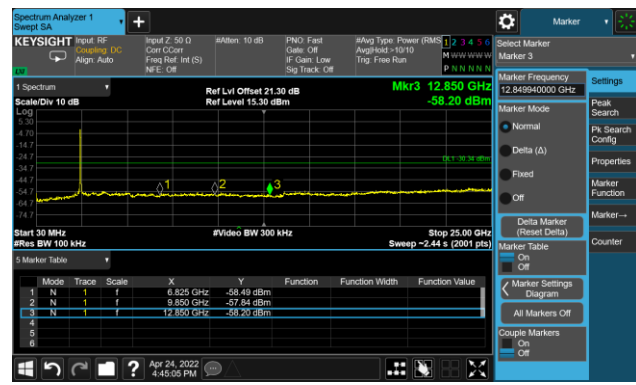 Spectrum Analyzer 1
Swept SA
+
Marker
KEYSIGHT
Input: RF
Coupling: DC
Align: Auto
Input Z: 50 Ω
Corr CCorr
Freq Ref: Int (S)
NFE: Off
#Atten: 10 dB
PNO: Fast
Gate: Off
IF Gain: Low
Sig Track: Off
#Avg Type: Power (RMS
Avg|Hold:>10/10
Trig: Free Run
1 2 3 4 5 6
M W W W W W
P N N N N N
LU
Select Marker
Marker 3
1 Spectrum
Scale/Div 10 dB
Log
Ref Lvl Offset 21.30 dB
Ref Level 15.30 dBm
Mkr3 12.850 GHz
-58.20 dBm
5.30
-4.70
-14.7
-24.7
-34.7
-44.7
-54.7
-64.7
-74.7
1
2
3
Start 30 MHz
#Res BW 100 kHz
#Video BW 300 kHz
Stop 25.00 GHz
Sweep ~2.44 s (2001 pts)
5 Marker Table
Mode Trace Scale X Y Function Function Width Function Value
1 N 1 f 6.825 GHz -58.49 dBm
2 N 1 f 9.850 GHz -57.84 dBm
3 N 1 f 12.850 GHz -58.20 dBm
4
5
6
Marker Frequency
12.849940000 GHz
Marker Mode
Normal
Delta (Δ)
Fixed
Off
Delta Marker
(Reset Delta)
Marker Table
On
Off
Marker Settings
Diagram
All Markers Off
Couple Markers
On
Off
Settings
Peak
Search
Pk Search
Config
Properties
Marker
Function
Marker→
Counter
?
Apr 24, 2022
4:45:05 PM